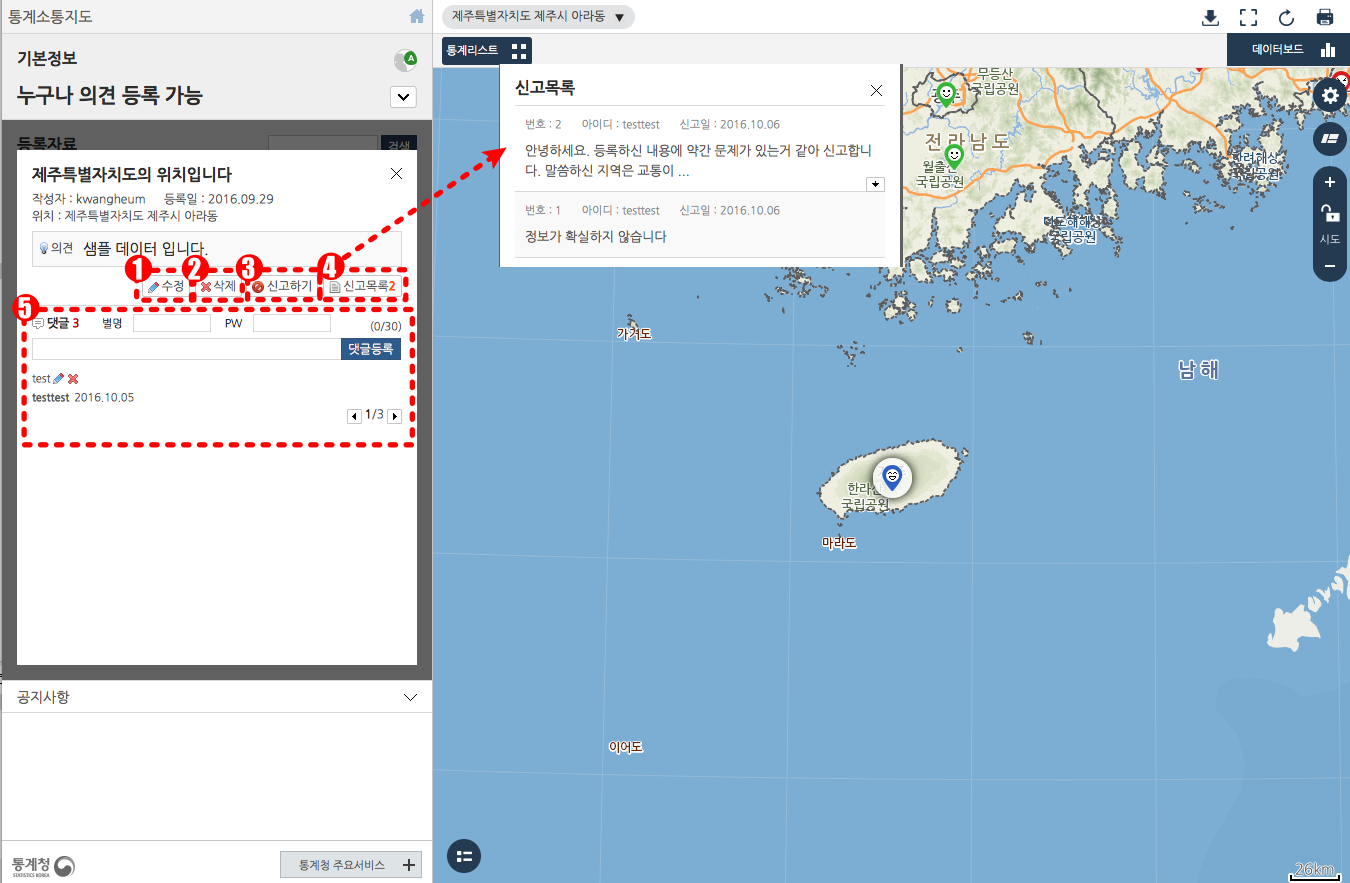 통계소통지도
제주특별자치도 제주시 아라동 ▼
기본정보
A
누구나 의견 등록 가능
통계리스트
데이터보드
등록자료
검색
제주특별자치도의 위치입니다
작성자 : kwangheum 등록일 : 2016.09.29
위치 : 제주특별자치도 제주시 아라동
의견 샘플 데이터 입니다.
1 2 3 4
수정 삭제 신고하기 신고목록2
5
댓글 3 별명 PW (0/30)
댓글등록
test
testtest 2016.10.05
1/3
공지사항
통계청
STATISTICS KOREA
통계청 주요서비스 +
신고목록
번호 : 2 아이디 : testtest 신고일 : 2016.10.06
안녕하세요. 등록하신 내용에 약간 문제가 있는거 같아 신고합니
다. 말씀하신 지역은 교통이 ...
번호 : 1 아이디 : testtest 신고일 : 2016.10.06
정보가 확실하지 않습니다
무등산
국립공원
전라남도
월출산
국립공원
한려해상
국립공원
다도해해상
국립공원
시도
가거도
남해
한라산
국립공원
마라도
이어도
26km